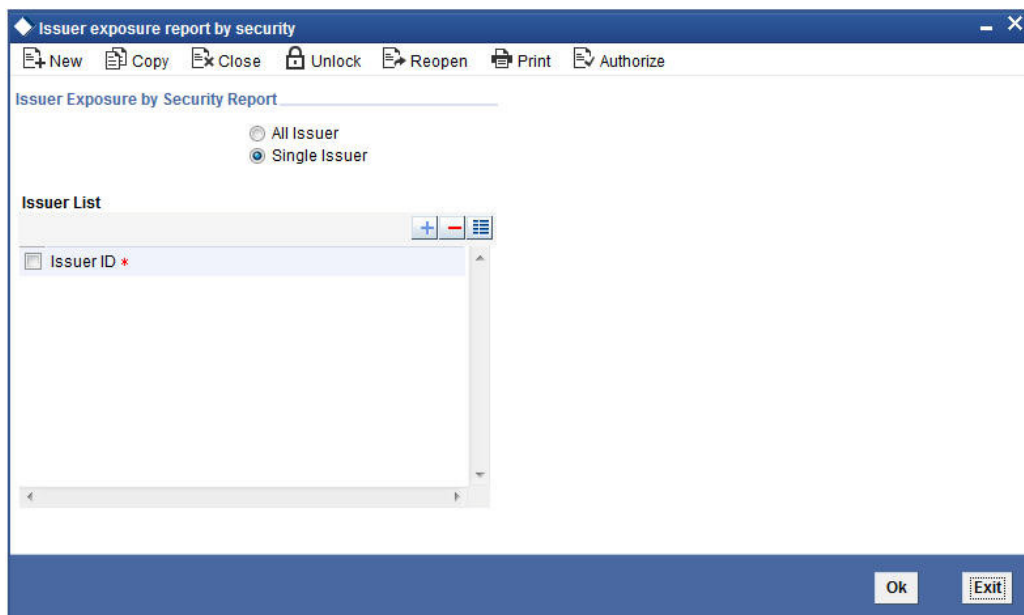 Issuer exposure report by security
New Copy Close Unlock Reopen Print Authorize
Issuer Exposure by Security Report
All Issuer
Single Issuer
Issuer List
Issuer ID *
Ok Exit